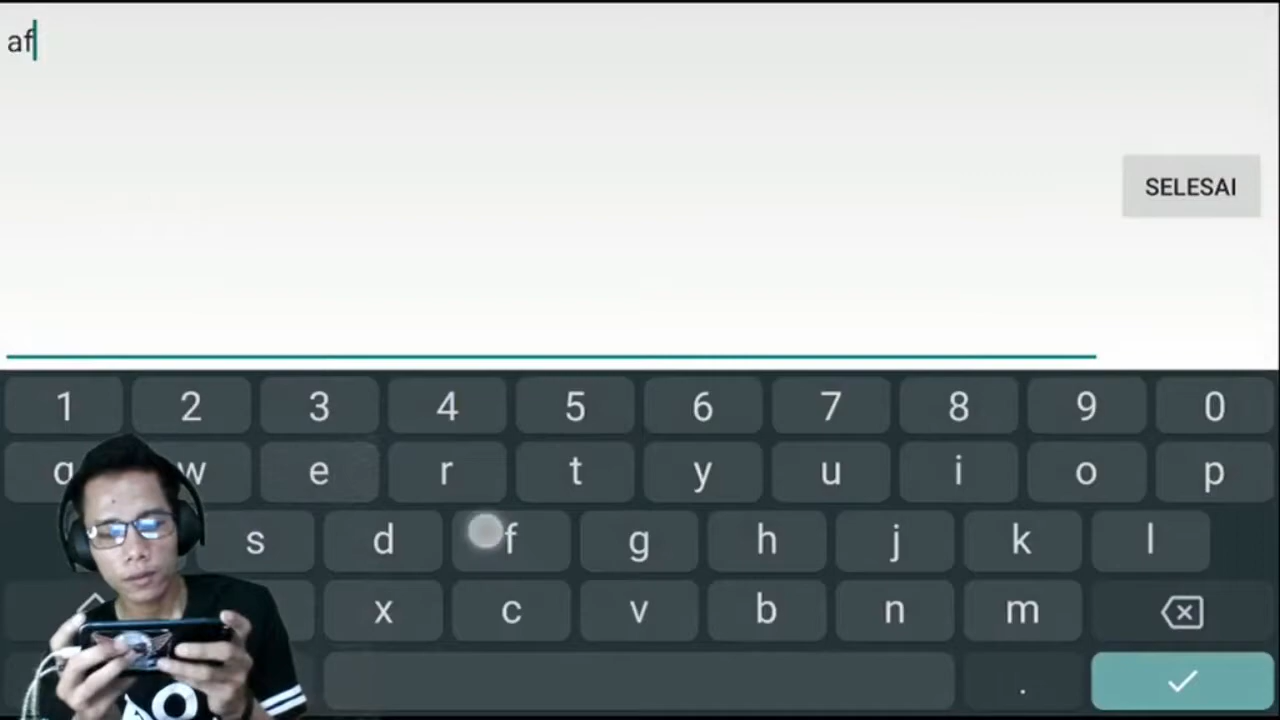 af
SELESAI
1 2 3 4 5 6 7 8 9 0
q w e r t y u i o p
s d f g h j k l
x c v b n m
.